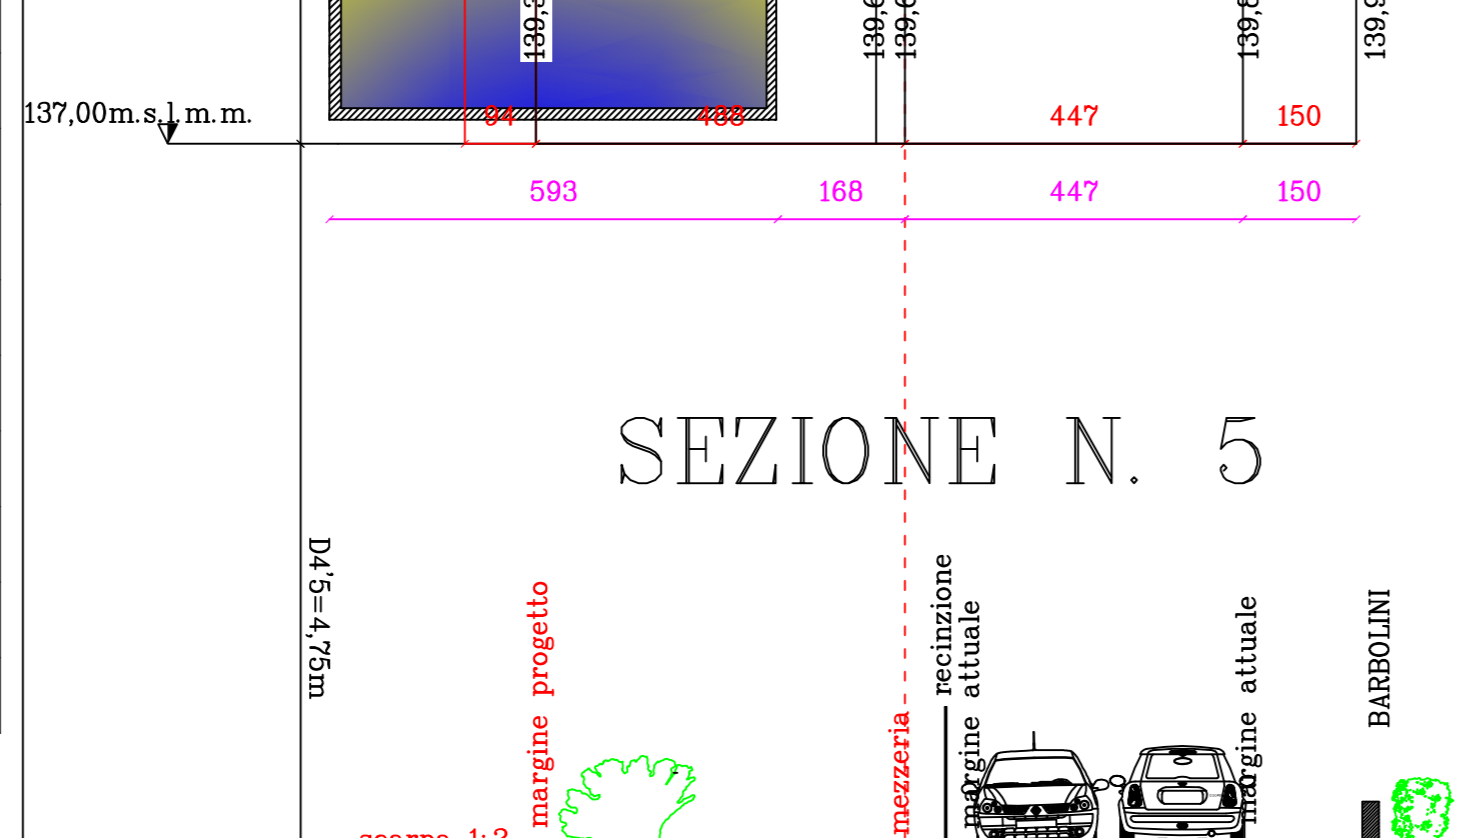 137,00m.s.l.m.m.
94
488
447
150
593
168
447
150
SEZIONE N. 5
D4'5=4,75m
margine progetto
mezzeria
recinzione
margine attuale
margine attuale
BARBOLINI